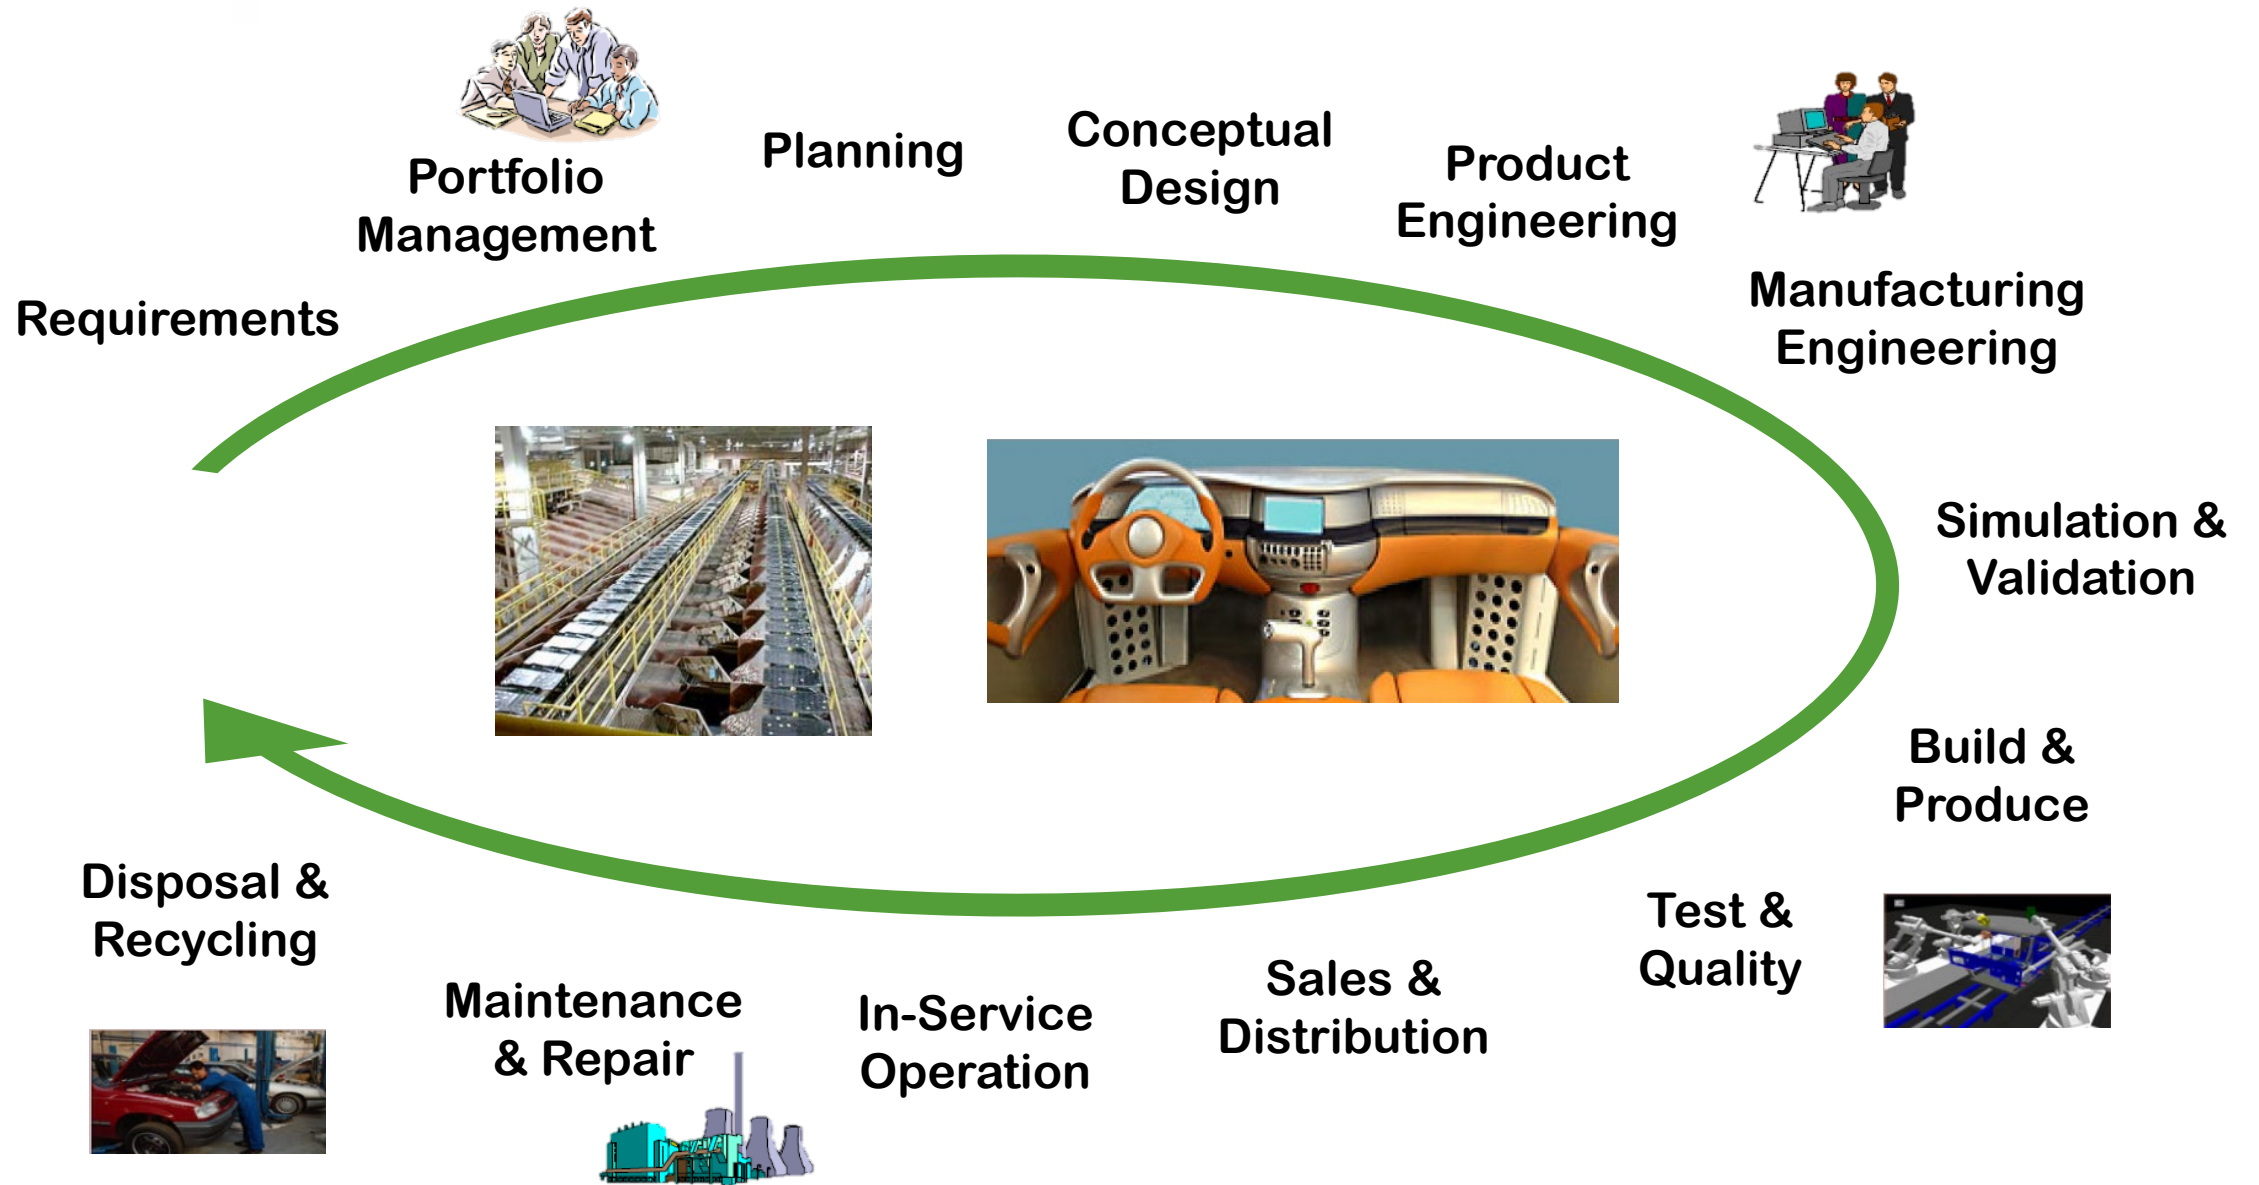 Requirements
Portfolio
Management
Planning
Conceptual
Design
Product
Engineering
Manufacturing
Engineering
Simulation &
Validation
Build &
Produce
Test &
Quality
Sales &
Distribution
In-Service
Operation
Maintenance
& Repair
Disposal &
Recycling